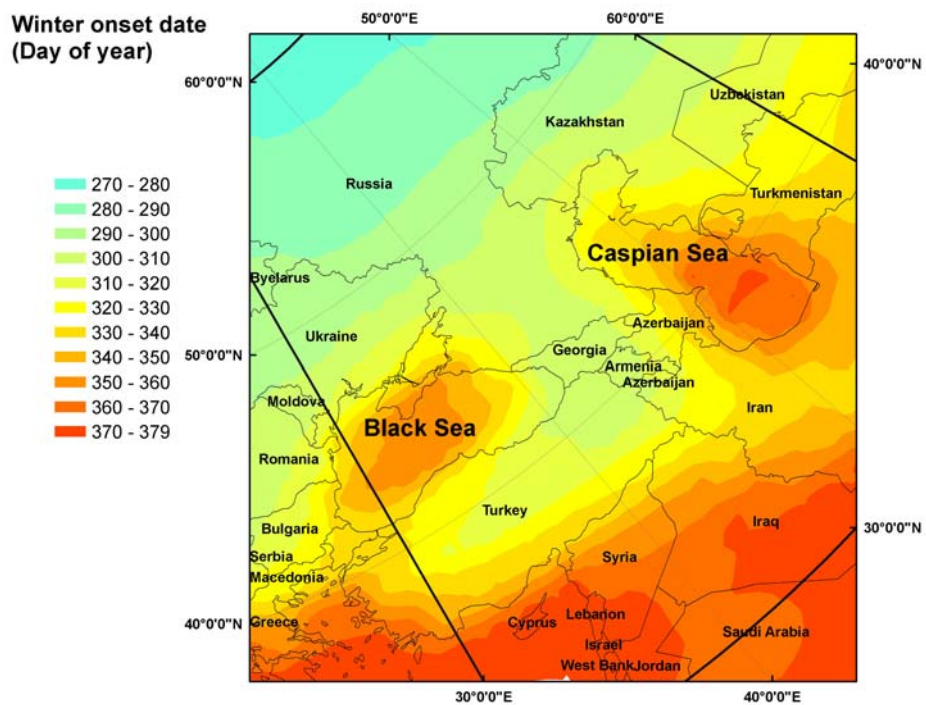 Winter onset date
(Day of year)
270 - 280
280 - 290
290 - 300
300 - 310
310 - 320
320 - 330
330 - 340
340 - 350
350 - 360
360 - 370
370 - 379
50°0'0"E
60°0'0"E
60°0'0"N
40°0'0"N
Uzbekistan
Kazakhstan
Russia
Turkmenistan
Caspian Sea
Byelarus
Azerbaijan
Ukraine
Georgia
50°0'0"N
Armenia
Azerbaijan
Moldova
Iran
Black Sea
Romania
Turkey
Iraq
Bulgaria
30°0'0"N
Serbia
Syria
Macedonia
Lebanon
Greece
Cyprus
40°0'0"N
Saudi Arabia
Israel
West Bank
Jordan
30°0'0"E
40°0'0"E